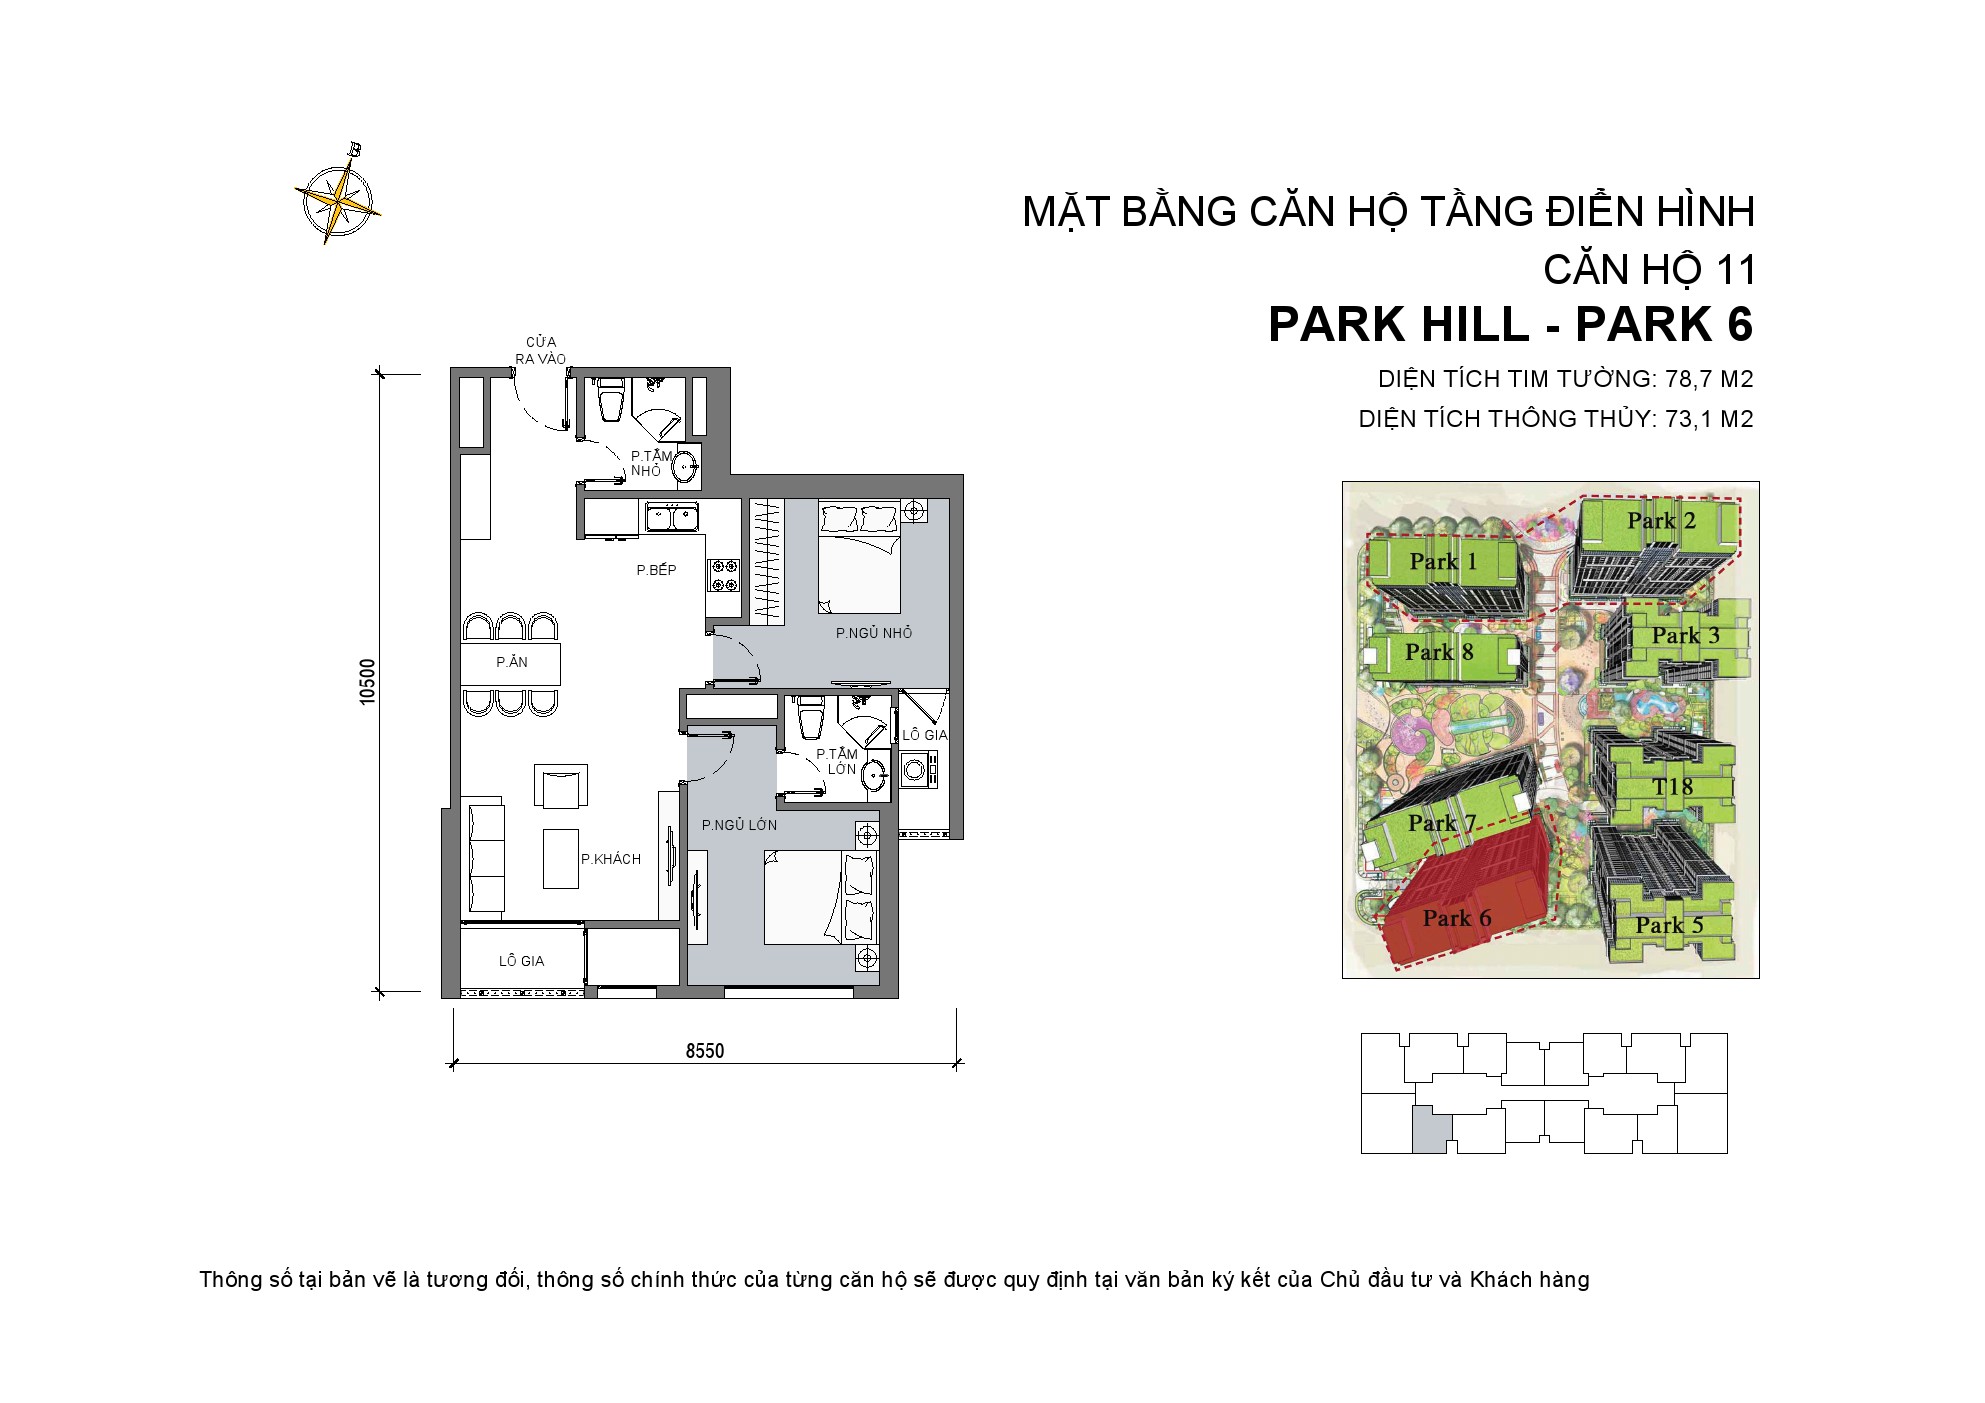 B
MẶT BẰNG CĂN HỘ TẦNG ĐIỂN HÌNH
CĂN HỘ 11
PARK HILL - PARK 6
DIỆN TÍCH TIM TƯỜNG: 78,7 M2
DIỆN TÍCH THÔNG THỦY: 73,1 M2
CỬA
RA VÀO
P.TẮM
NHỎ
P.BẾP
P.NGỦ NHỎ
P.ĂN
10500
LÔ GIA
P.TẮM
LỚN
P.NGỦ LỚN
P.KHÁCH
LÔ GIA
8550
Park 2
Park 1
Park 3
Park 8
T18
Park 7
Park 6
Park 5
Thông số tại bản vẽ là tương đối, thông số chính thức của từng căn hộ sẽ được quy định tại văn bản ký kết của Chủ đầu tư và Khách hàng